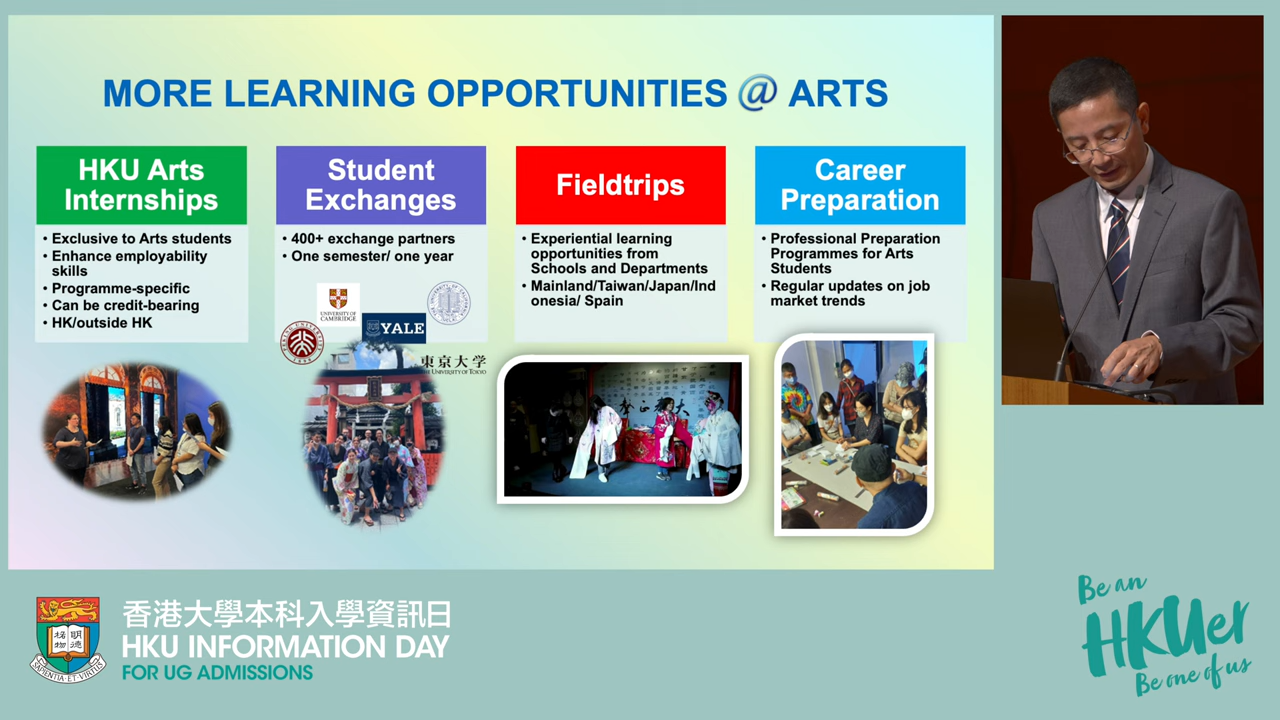 MORE LEARNING OPPORTUNITIES @ ARTS
HKU Arts
Internships
• Exclusive to Arts students
• Enhance employability
skills
• Programme-specific
• Can be credit-bearing
• HK/outside HK
Student
Exchanges
• 400+ exchange partners
• One semester/ one year
UNIVERSITY OF
CAMBRIDGE
YALE
東京大学
THE UNIVERSITY OF TOKYO
Fieldtrips
• Experiential learning
opportunities from
Schools and Departments
• Mainland/Taiwan/Japan/Ind
onesia/ Spain
Career
Preparation
• Professional Preparation
Programmes for Arts
Students
• Regular updates on job
market trends
香港大學本科入學資訊日
HKU INFORMATION DAY
FOR UG ADMISSIONS
明德
格物
SAPIENTIA ET VIRTUS
Be an
HKUer
Be one of us